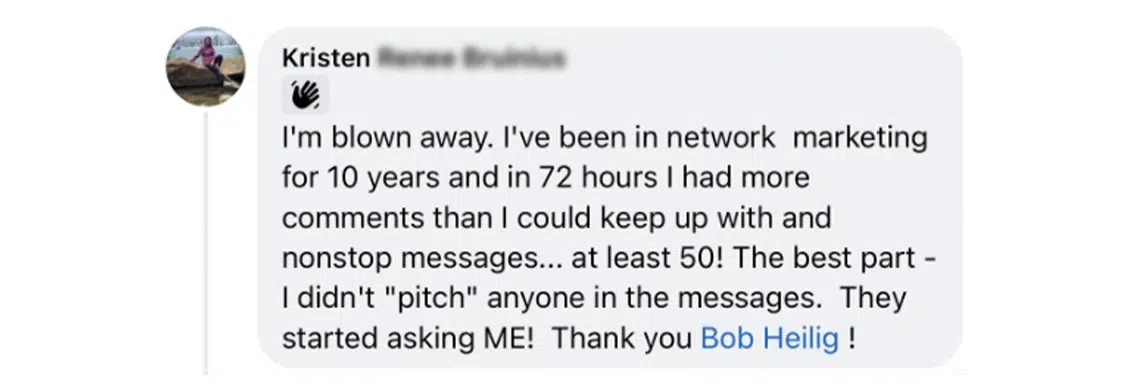 Kristen
I'm blown away. I've been in network marketing
for 10 years and in 72 hours I had more
comments than I could keep up with and
nonstop messages... at least 50! The best part -
I didn't "pitch" anyone in the messages. They
started asking ME! Thank you Bob Heilig !